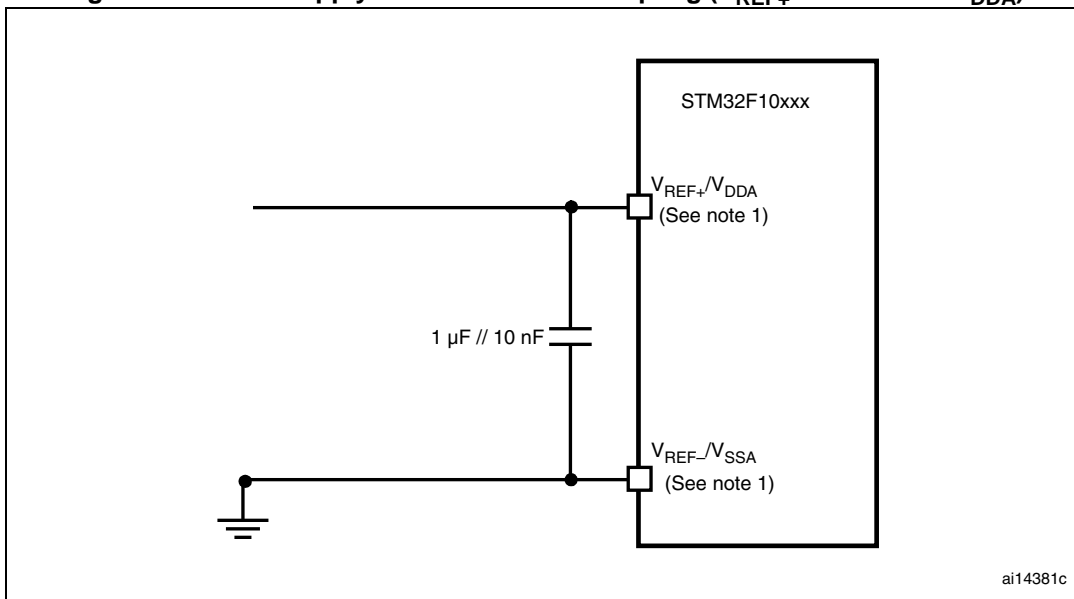 STM32F10xxx
VREF+/VDDA
(See note 1)
1 µF // 10 nF
VREF–/VSSA
(See note 1)
ai14381c